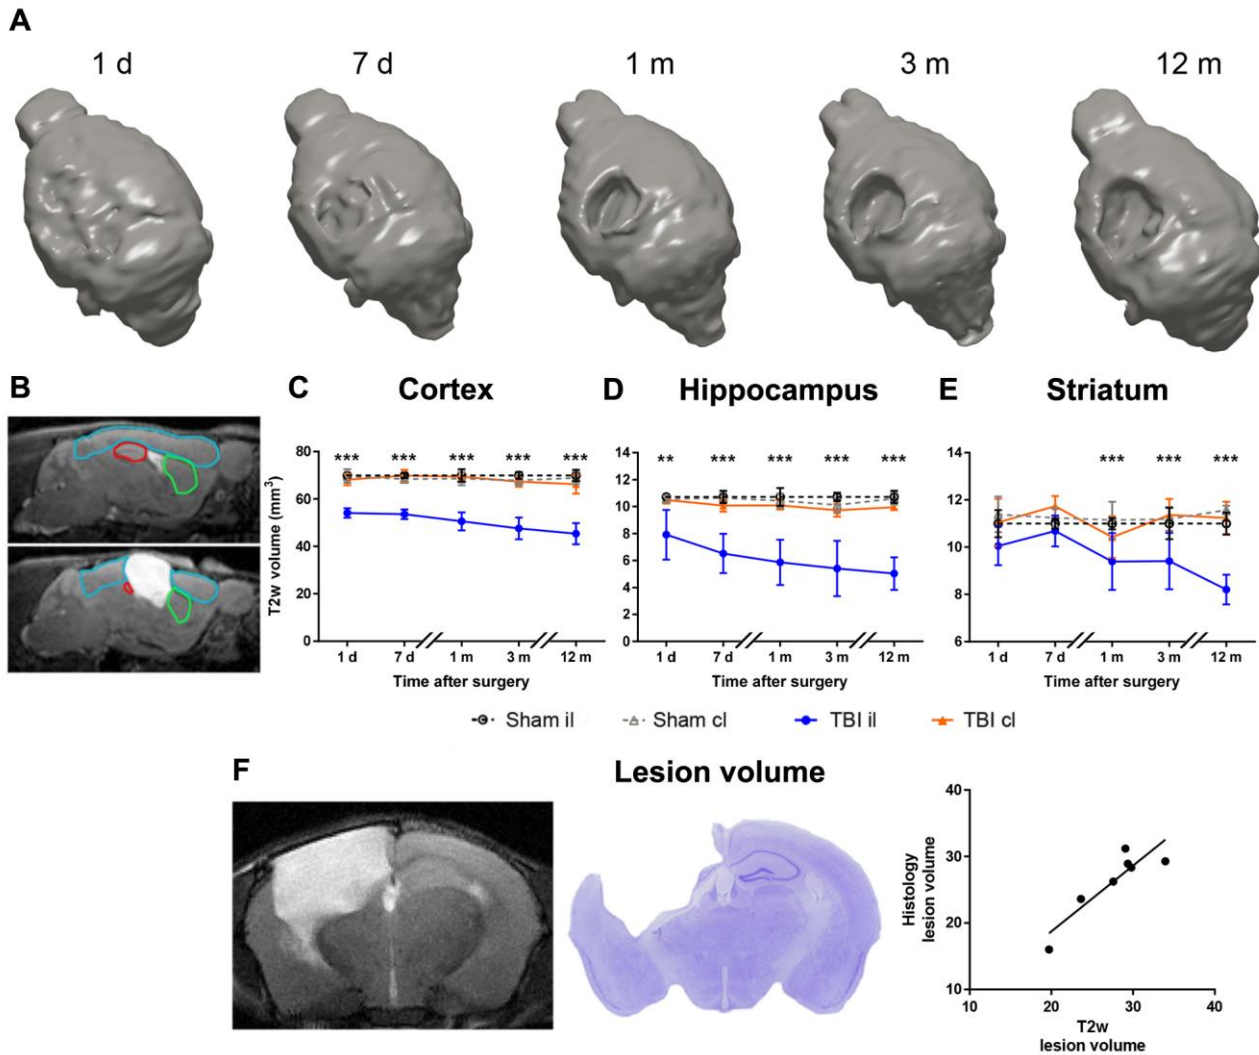 A
1 d
7 d
1 m
3 m
12 m
B
C
Cortex
D
Hippocampus
E
Striatum
T2w volume (mm³)
80
60
40
20
0
*** *** *** *** ***
1 d 7 d 1 m 3 m 12 m
Time after surgery
14
12
10
8
6
4
2
0
** *** *** *** ***
1 d 7 d 1 m 3 m 12 m
Time after surgery
14
12
10
8
6
*** *** ***
1 d 7 d 1 m 3 m 12 m
Time after surgery
Sham il
Sham cl
TBI il
TBI cl
F
Lesion volume
Histology
lesion volume
40
30
20
10
10 20 30 40
T2w
lesion volume